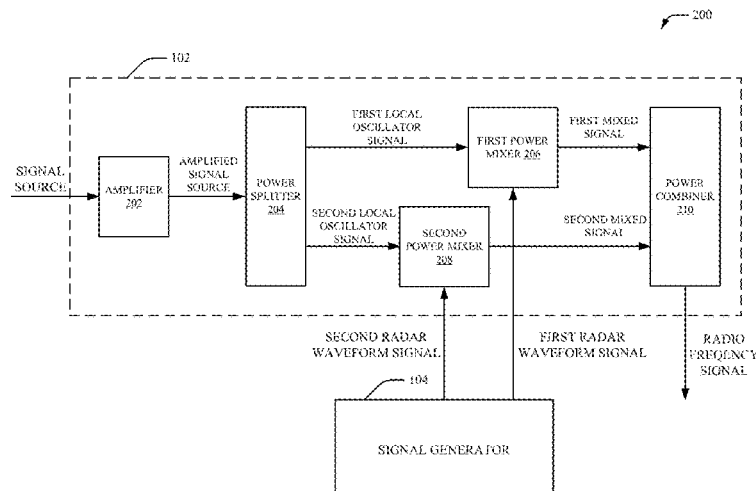 200
102
SIGNAL
SOURCE
AMPLIFIER
202
AMPLIFIED
SIGNAL
SOURCE
POWER
SPLITTER
204
FIRST LOCAL
OSCILLATOR
SIGNAL
SECOND LOCAL
OSCILLATOR
SIGNAL
FIRST POWER
MIXER 206
SECOND
POWER MIXER
208
FIRST MIXED
SIGNAL
SECOND MIXED
SIGNAL
POWER
COMBINER
210
SECOND RADAR
WAVEFORM SIGNAL
FIRST RADAR
WAVEFORM SIGNAL
RADIO
FREQENCY
SIGNAL
104
SIGNAL GENERATOR